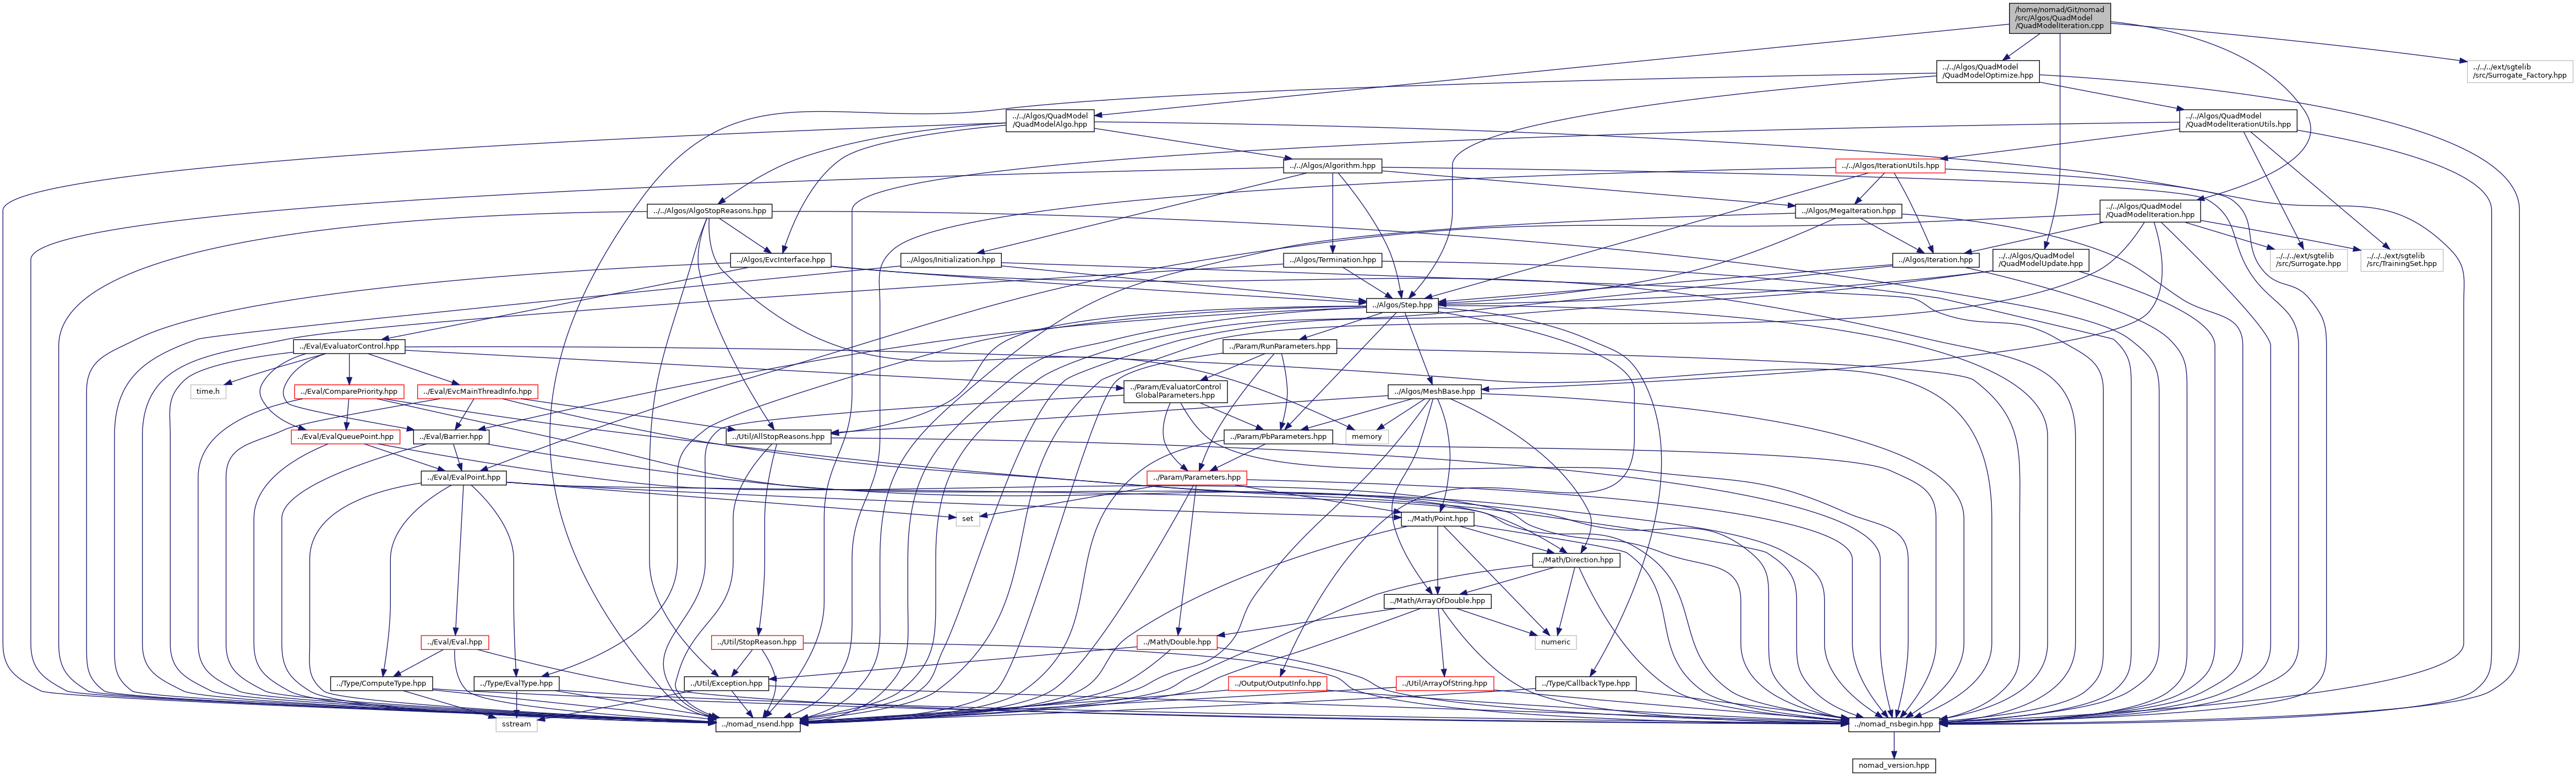 /home/nomad/Git/nomad
/src/Algos/QuadModel
/QuadModelIteration.cpp
../../Algos/QuadModel
/QuadModelOptimize.hpp
../../../ext/sgtelib
/src/Surrogate_Factory.hpp
../../Algos/QuadModel
/QuadModelAlgo.hpp
../../Algos/QuadModel
/QuadModelIterationUtils.hpp
../../Algos/Algorithm.hpp
../../Algos/IterationUtils.hpp
../../Algos/AlgoStopReasons.hpp
../Algos/MegaIteration.hpp
../../Algos/QuadModel
/QuadModelIteration.hpp
../Algos/EvcInterface.hpp
../Algos/Initialization.hpp
../Algos/Termination.hpp
../Algos/Iteration.hpp
../../Algos/QuadModel
/QuadModelUpdate.hpp
../../../ext/sgtelib
/src/Surrogate.hpp
../../../ext/sgtelib
/src/TrainingSet.hpp
../Algos/Step.hpp
../Eval/EvaluatorControl.hpp
../Param/RunParameters.hpp
time.h
../Eval/ComparePriority.hpp
../Eval/EvcMainThreadInfo.hpp
../Param/EvaluatorControl
GlobalParameters.hpp
../Algos/MeshBase.hpp
../Eval/EvalQueuePoint.hpp
../Eval/Barrier.hpp
../Util/AllStopReasons.hpp
../Param/PbParameters.hpp
memory
../Eval/EvalPoint.hpp
../Param/Parameters.hpp
set
../Math/Point.hpp
../Math/Direction.hpp
../Math/ArrayOfDouble.hpp
../Eval/Eval.hpp
../Util/StopReason.hpp
../Math/Double.hpp
numeric
../Type/ComputeType.hpp
../Type/EvalType.hpp
../Util/Exception.hpp
../Output/OutputInfo.hpp
../Util/ArrayOfString.hpp
../Type/CallbackType.hpp
sstream
../nomad_nsend.hpp
../nomad_nsbegin.hpp
nomad_version.hpp